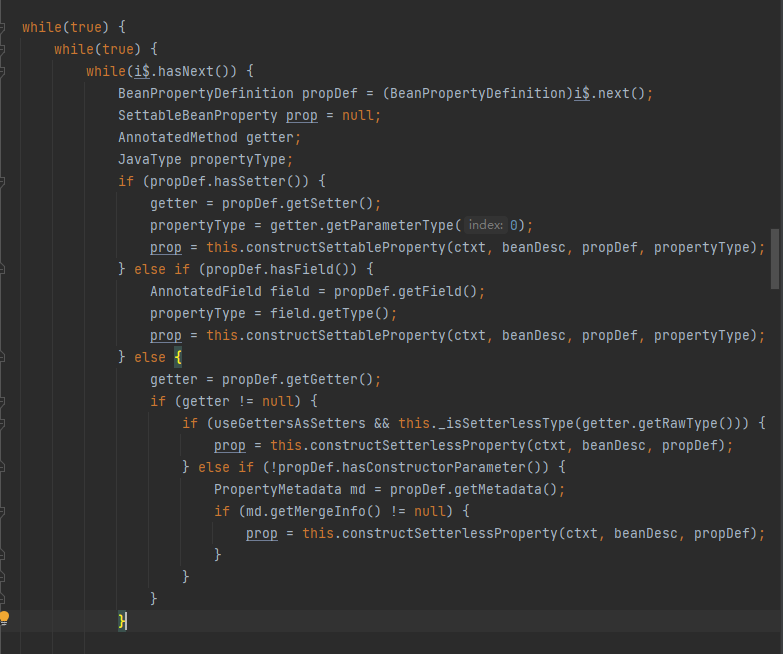 while(true) {
while(true) {
while(i$.hasNext()) {
BeanPropertyDefinition propDef = (BeanPropertyDefinition)i$.next();
SettableBeanProperty prop = null;
AnnotatedMethod getter;
JavaType propertyType;
if (propDef.hasSetter()) {
getter = propDef.getSetter();
propertyType = getter.getParameterType( index: 0);
prop = this.constructSettableProperty(ctxt, beanDesc, propDef, propertyType);
} else if (propDef.hasField()) {
AnnotatedField field = propDef.getField();
propertyType = field.getType();
prop = this.constructSettableProperty(ctxt, beanDesc, propDef, propertyType);
} else {
getter = propDef.getGetter();
if (getter != null) {
if (useGettersAsSetters && this._isSetterlessType(getter.getRawType())) {
prop = this.constructSetterlessProperty(ctxt, beanDesc, propDef);
} else if (!propDef.hasConstructorParameter()) {
PropertyMetadata md = propDef.getMetadata();
if (md.getMergeInfo() != null) {
prop = this.constructSetterlessProperty(ctxt, beanDesc, propDef);
}
}
}
}